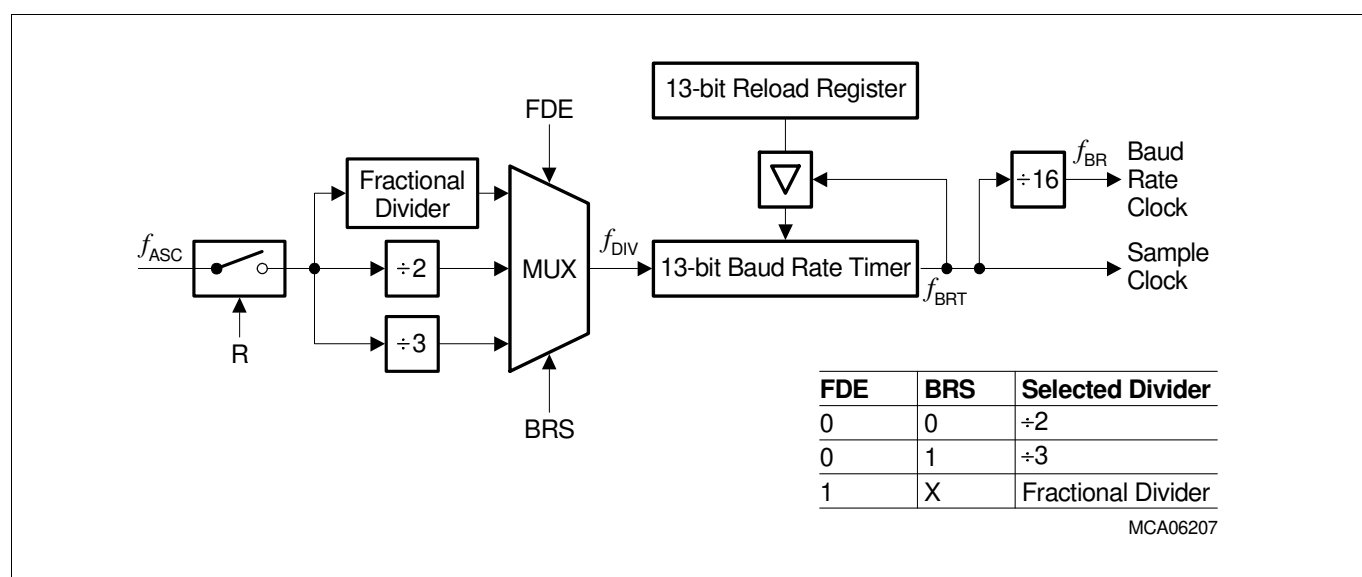 13-bit Reload Register
FDE
Fractional
Divider
÷16
fBR
Baud
Rate
Clock
fASC
÷2
MUX
fDIV
13-bit Baud Rate Timer
fBRT
Sample
Clock
R
÷3
BRS
FDE BRS Selected Divider
0 0 ÷2
0 1 ÷3
1 X Fractional Divider
MCA06207